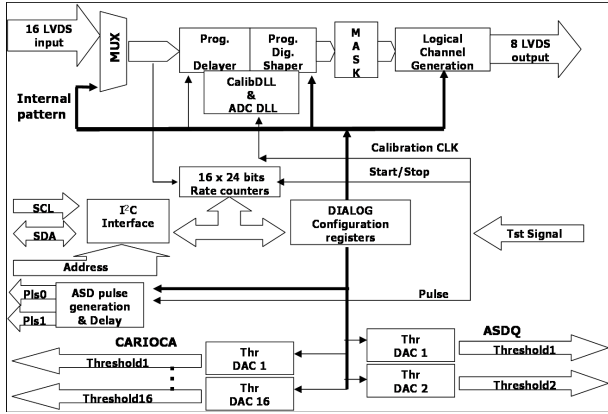 16 LVDS
input
MUX
Prog.
Delayer
Prog.
Dig.
Shaper
M
A
S
K
Logical
Channel
Generation
8 LVDS
output
CalibDLL
&
ADC DLL
Internal
pattern
Calibration CLK
Start/Stop
16 x 24 bits
Rate counters
SCL
SDA
I²C
Interface
DIALOG
Configuration
registers
Tst Signal
Address
Pls0
Pls1
ASD pulse
generation
& Delay
Pulse
CARIOCA
ASDQ
Threshold1
Thr
DAC 1
Thr
DAC 1
Threshold1
Threshold16
Thr
DAC 16
Thr
DAC 2
Threshold2